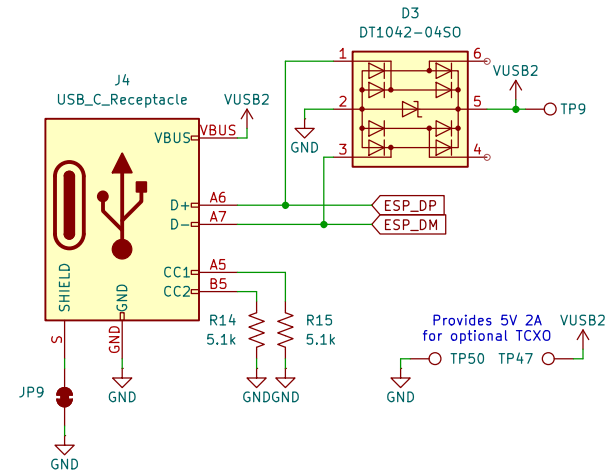 D3
DT1042-04SO
1
6
2
5
3
4
VUSB2
TP9
GND
J4
USB_C_Receptacle
VUSB2
VBUS
VBUS
D+
A6
D-
A7
ESP_DP
ESP_DM
CC1
A5
CC2
B5
SHIELD
GND
S
GND
R14
5.1k
R15
5.1k
Provides 5V 2A
for optional TCXO
VUSB2
TP50
TP47
JP9
GND
GND
GND
GND
GND